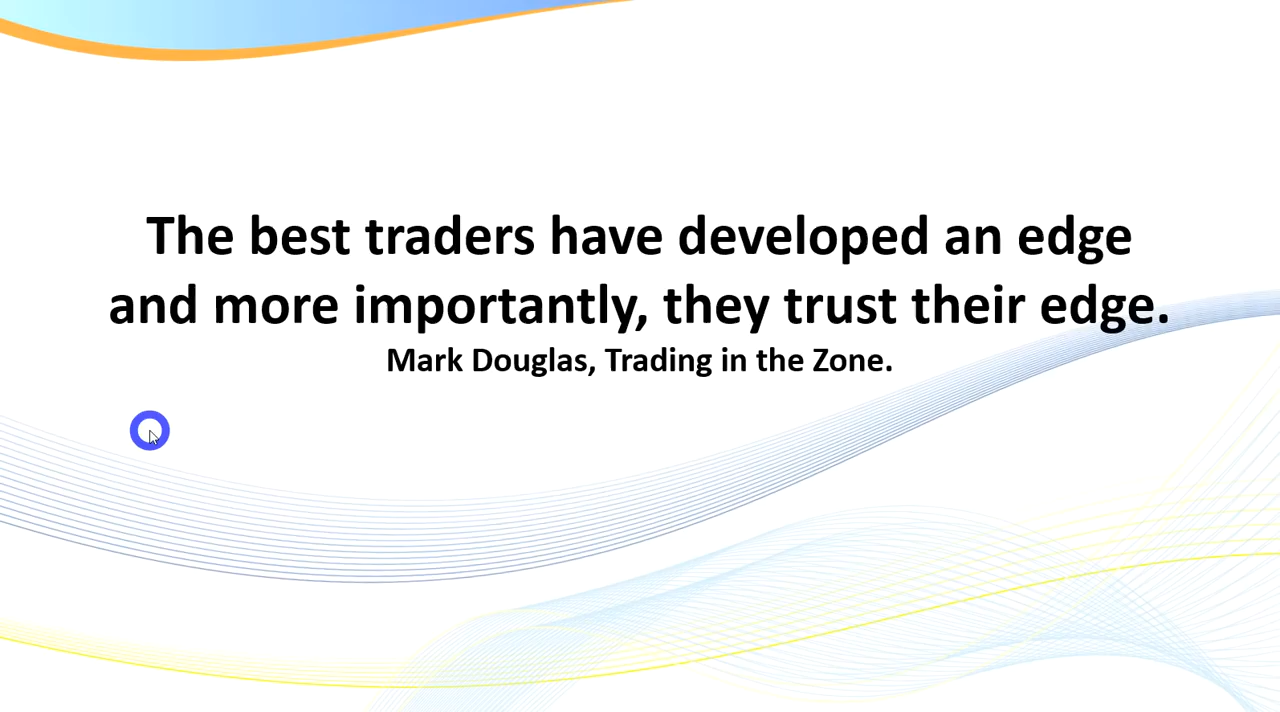 The best traders have developed an edge
and more importantly, they trust their edge.
Mark Douglas, Trading in the Zone.